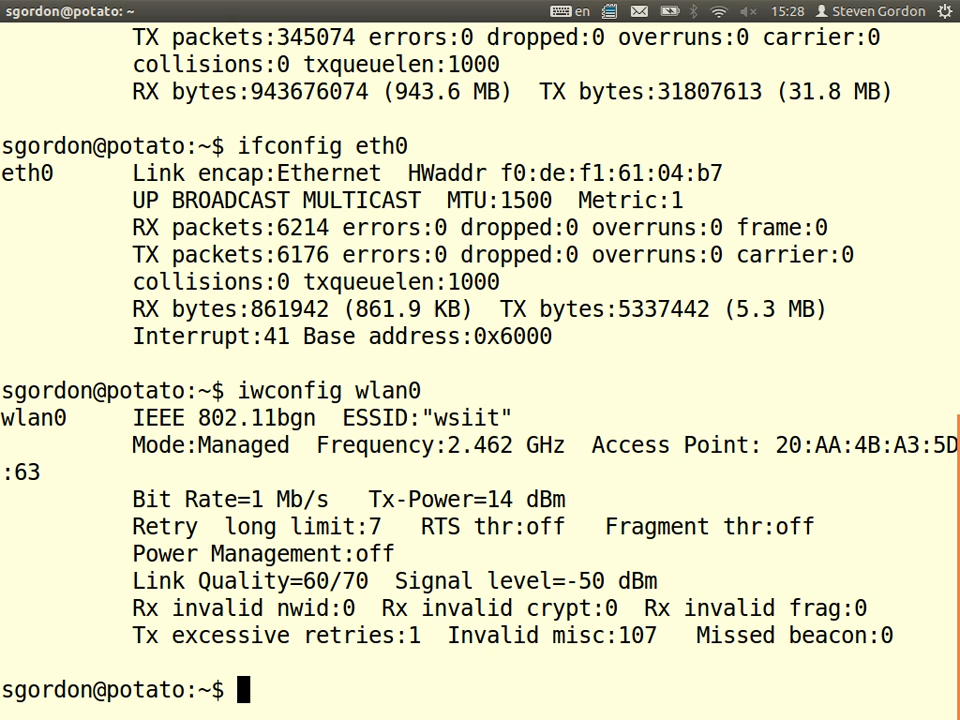 sgordon@potato: ~ en 15:28 Steven Gordon
TX packets:345074 errors:0 dropped:0 overruns:0 carrier:0
collisions:0 txqueuelen:1000
RX bytes:943676074 (943.6 MB)  TX bytes:31807613 (31.8 MB)
sgordon@potato:~$ ifconfig eth0
eth0      Link encap:Ethernet  HWaddr f0:de:f1:61:04:b7
UP BROADCAST MULTICAST  MTU:1500  Metric:1
RX packets:6214 errors:0 dropped:0 overruns:0 frame:0
TX packets:6176 errors:0 dropped:0 overruns:0 carrier:0
collisions:0 txqueuelen:1000
RX bytes:861942 (861.9 KB)  TX bytes:5337442 (5.3 MB)
Interrupt:41 Base address:0x6000
sgordon@potato:~$ iwconfig wlan0
wlan0     IEEE 802.11bgn  ESSID:"wsiit"
Mode:Managed  Frequency:2.462 GHz  Access Point: 20:AA:4B:A3:5D
:63
Bit Rate=1 Mb/s   Tx-Power=14 dBm
Retry  long limit:7   RTS thr:off   Fragment thr:off
Power Management:off
Link Quality=60/70  Signal level=-50 dBm
Rx invalid nwid:0  Rx invalid crypt:0  Rx invalid frag:0
Tx excessive retries:1  Invalid misc:107   Missed beacon:0
sgordon@potato:~$